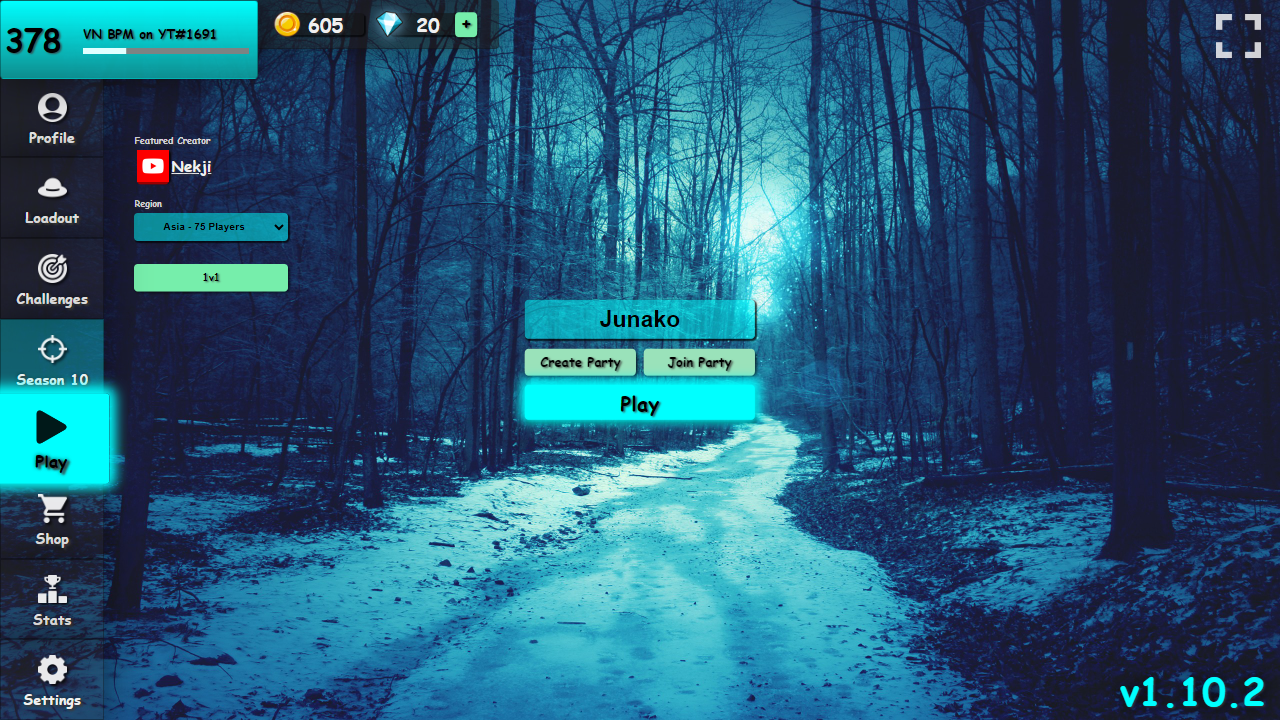 378
VN BPM on YT#1691
605
20
+
Profile
Loadout
Challenges
Season 10
Play
Shop
Stats
Settings
Featured Creator
Nekji
Region
Asia - 75 Players
1v1
Junako
Create Party
Join Party
Play
v1.10.2